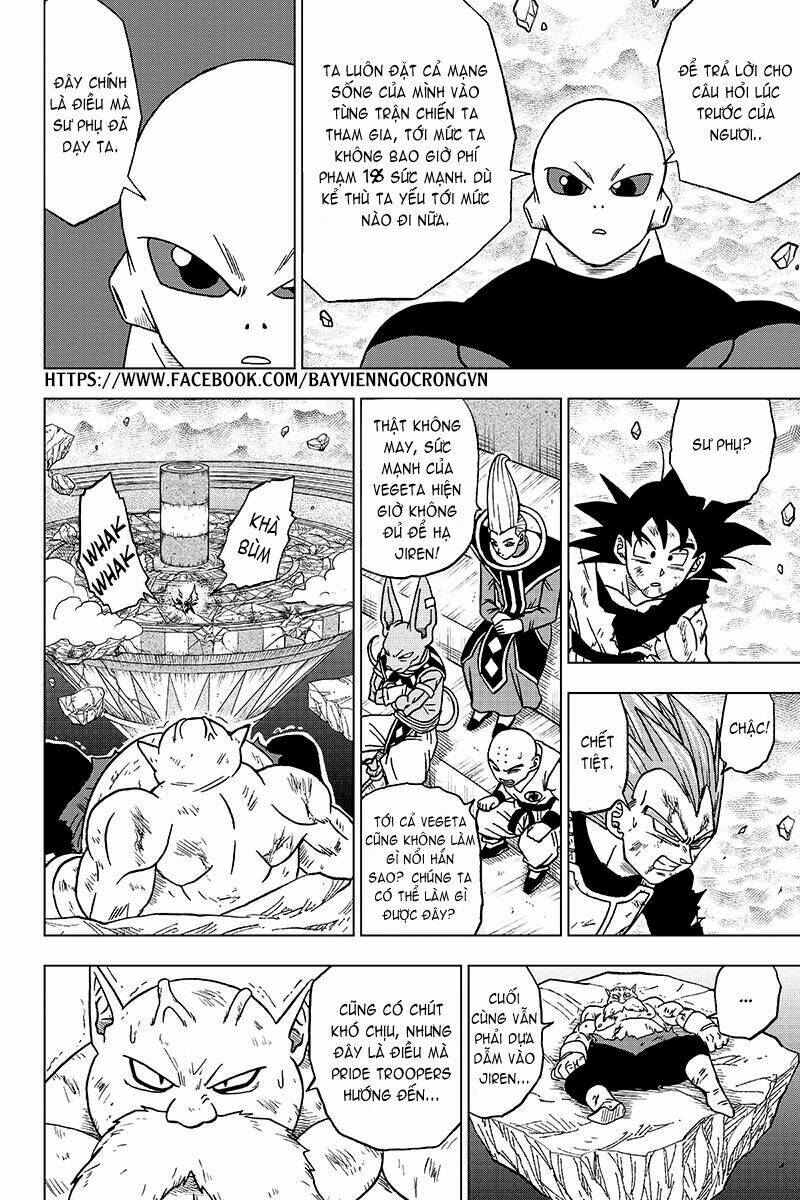 ĐỂ TRẢ LỜI CHO
CÂU HỎI LÚC
TRƯỚC CỦA
NGƯƠI..
TA LUÔN ĐẶT CẢ MẠNG
SỐNG CỦA MÌNH VÀO
TỪNG TRẬN CHIẾN TA
THAM GIA, TỚI MỨC TA
KHÔNG BAO GIỜ PHÍ
PHẠM 1% SỨC MẠNH. DÙ
KẺ THÙ TA YẾU TỚI MỨC
NÀO ĐI NỮA.
ĐÂY CHÍNH
LÀ ĐIỀU MÀ
SƯ PHỤ ĐÃ
DẠY TA.
HTTPS://WWW.FACEBOOK.COM/BAYVIENNGOCRONGVN
SƯ PHỤ?
CHẬC!
CHẾT
TIỆT.
THẬT KHÔNG
MAY, SỨC
MẠNH CỦA
VEGETA HIỆN
GIỜ KHÔNG
ĐỦ ĐỂ HẠ
JIREN!
TỚI CẢ VEGETA
CŨNG KHÔNG LÀM
GÌ NỔI HẮN
SAO? CHÚNG TA
CÓ THỂ LÀM GÌ
ĐƯỢC ĐÂY?
KHÀ
BÙM
WHAK
WHAK
...
CUỐI
CÙNG VẪN
PHẢI DỰA
DẪM VÀO
JIREN...
CŨNG CÓ CHÚT
KHÓ CHỊU, NHƯNG
ĐÂY LÀ ĐIỀU MÀ
PRIDE TROOPERS
HƯỚNG ĐẾN...